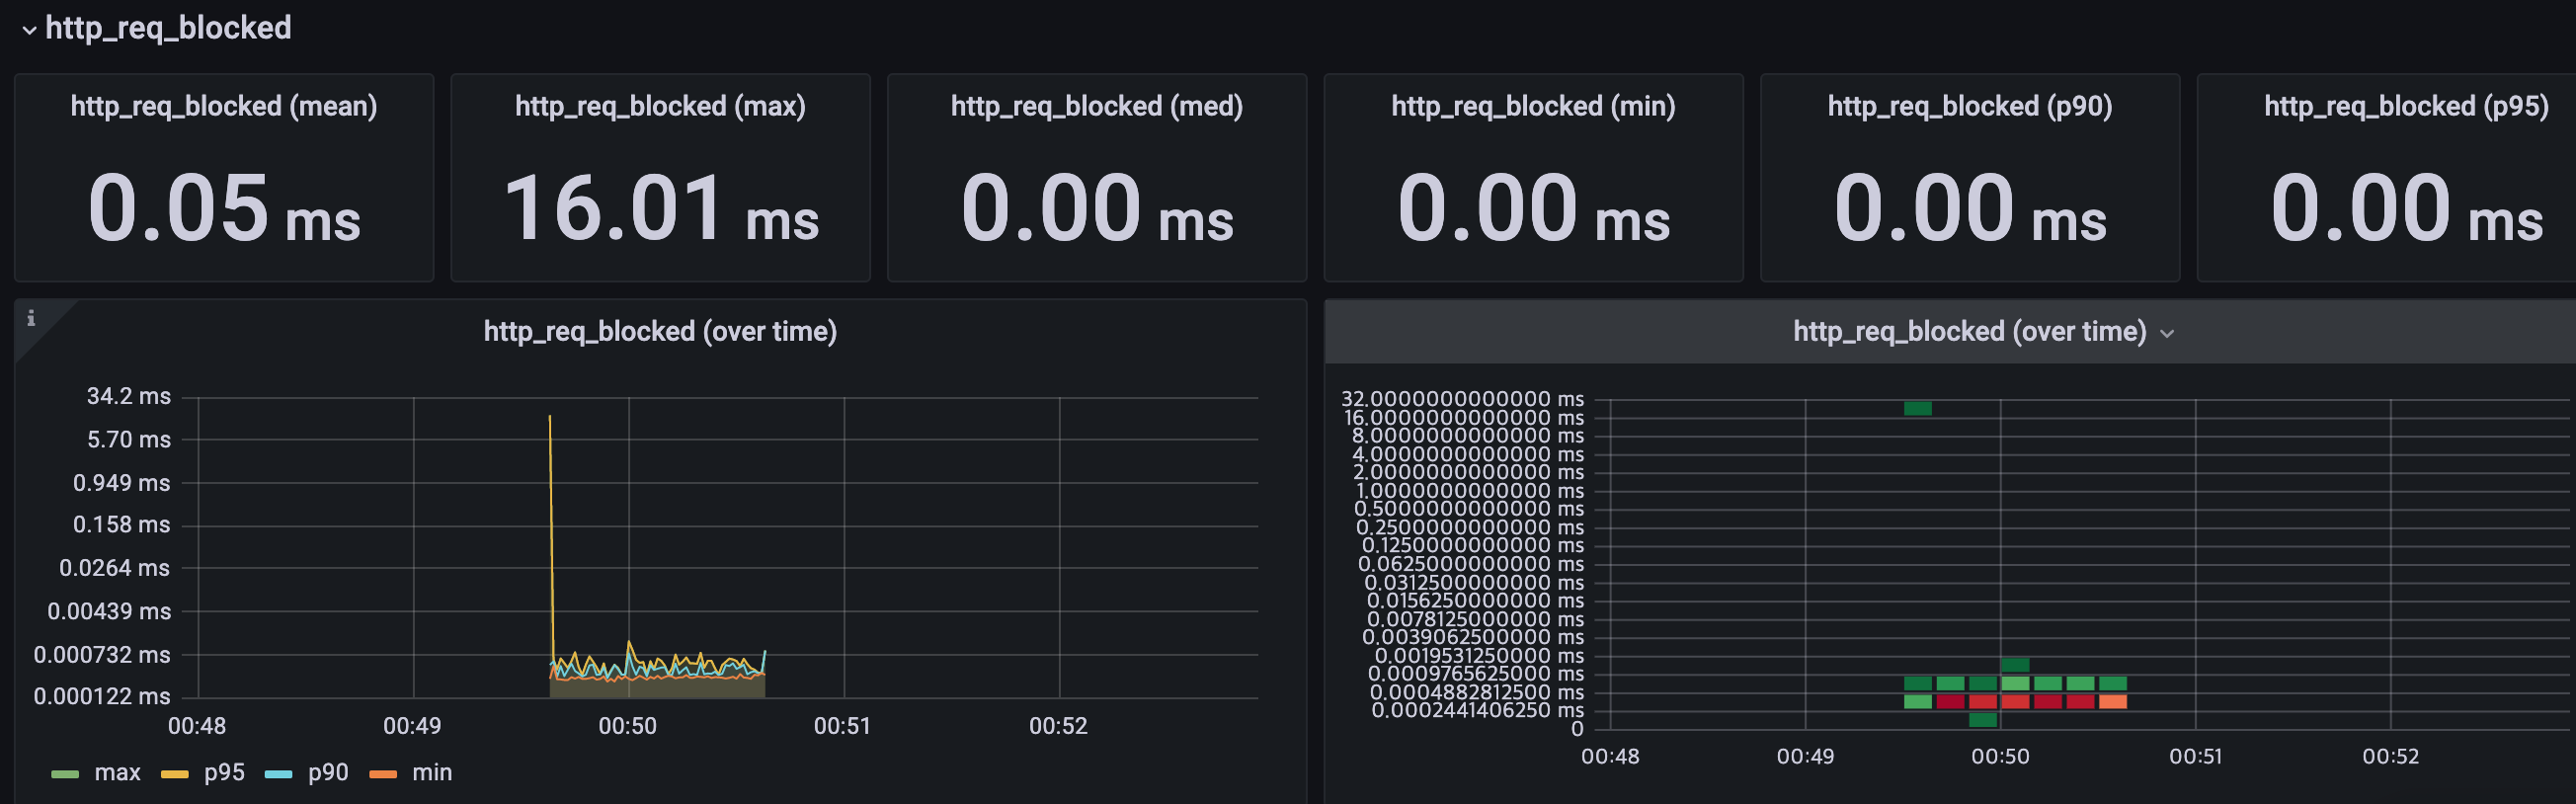 http_req_blocked
http_req_blocked (mean)
0.05 ms
http_req_blocked (max)
16.01 ms
http_req_blocked (med)
0.00 ms
http_req_blocked (min)
0.00 ms
http_req_blocked (p90)
0.00 ms
http_req_blocked (p95)
0.00 ms
i
http_req_blocked (over time)
34.2 ms
5.70 ms
0.949 ms
0.158 ms
0.0264 ms
0.00439 ms
0.000732 ms
0.000122 ms
00:48 00:49 00:50 00:51 00:52
max p95 p90 min
http_req_blocked (over time)
32.0000000000000 ms
16.0000000000000 ms
8.0000000000000 ms
4.0000000000000 ms
2.0000000000000 ms
1.0000000000000 ms
0.5000000000000 ms
0.2500000000000 ms
0.1250000000000 ms
0.0625000000000 ms
0.0312500000000 ms
0.0156250000000 ms
0.0078125000000 ms
0.0039062500000 ms
0.0019531250000 ms
0.0009765625000 ms
0.0004882812500 ms
0.0002441406250 ms
0
00:48 00:49 00:50 00:51 00:52